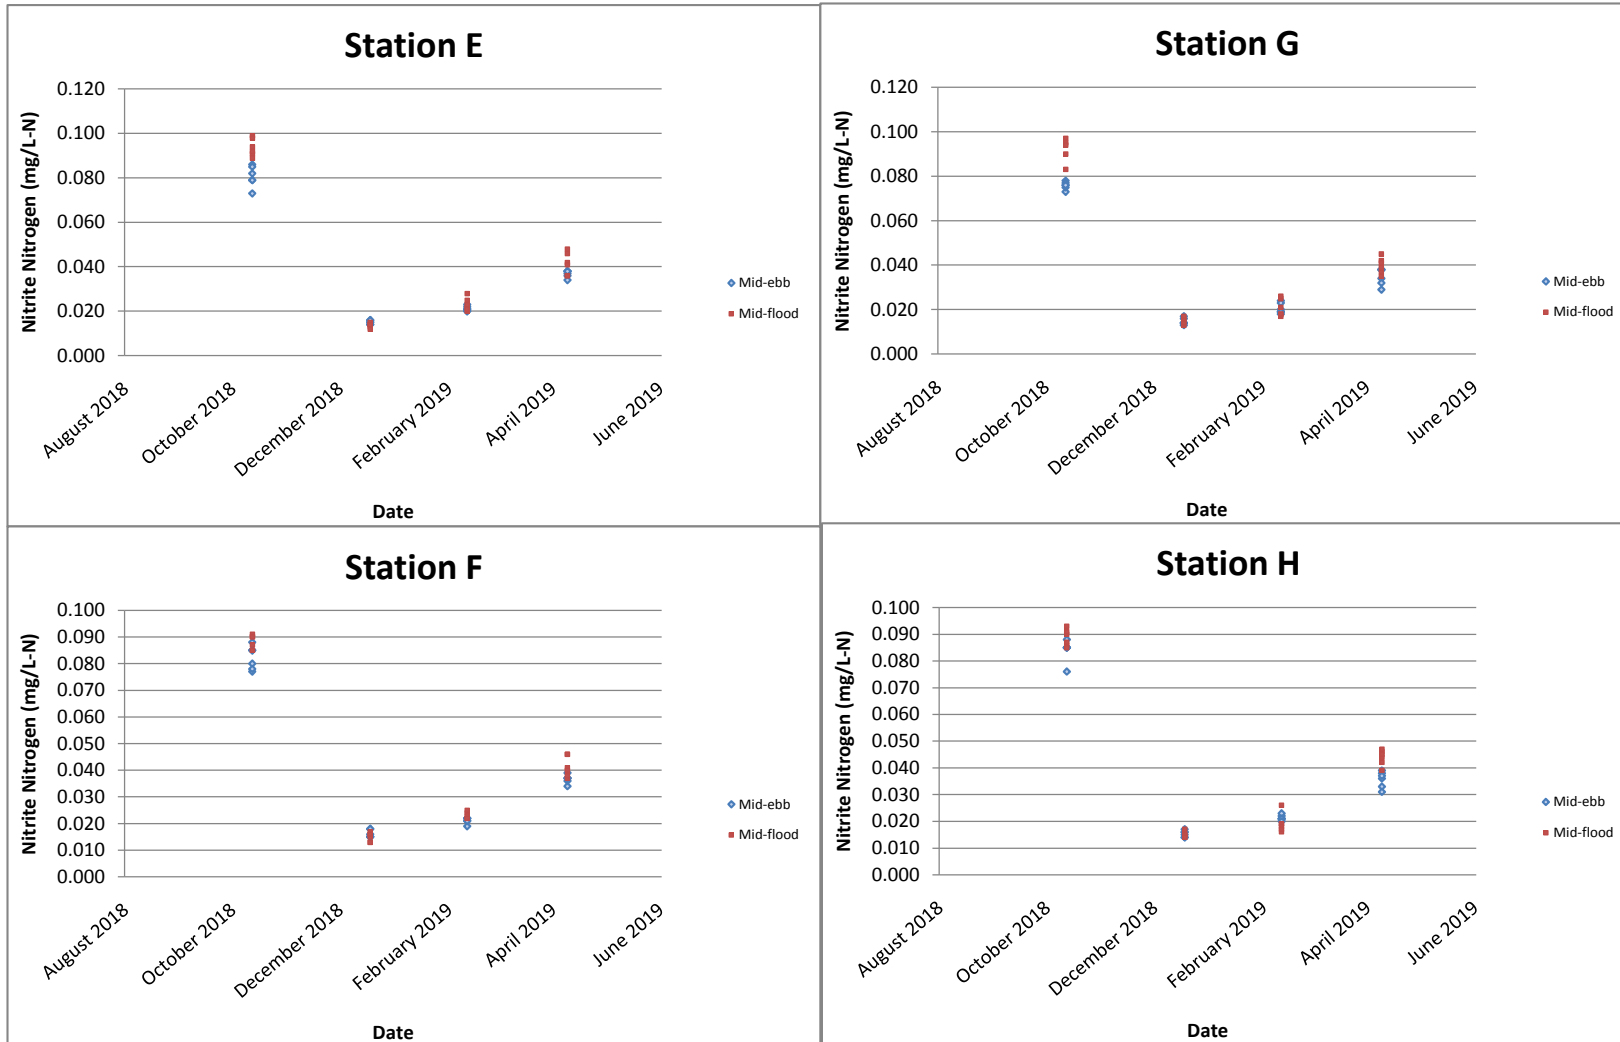 Station E
Nitrite Nitrogen (mg/L-N)
0.120
0.100
0.080
0.060
0.040
0.020
0.000
August 2018
October 2018
December 2018
February 2019
April 2019
June 2019
Date
Mid-ebb
Mid-flood
Station G
Nitrite Nitrogen (mg/L-N)
0.120
0.100
0.080
0.060
0.040
0.020
0.000
August 2018
October 2018
December 2018
February 2019
April 2019
June 2019
Date
Mid-ebb
Mid-flood
Station F
Nitrite Nitrogen (mg/L-N)
0.100
0.090
0.080
0.070
0.060
0.050
0.040
0.030
0.020
0.010
0.000
August 2018
October 2018
December 2018
February 2019
April 2019
June 2019
Date
Mid-ebb
Mid-flood
Station H
Nitrite Nitrogen (mg/L-N)
0.100
0.090
0.080
0.070
0.060
0.050
0.040
0.030
0.020
0.010
0.000
August 2018
October 2018
December 2018
February 2019
April 2019
June 2019
Date
Mid-ebb
Mid-flood